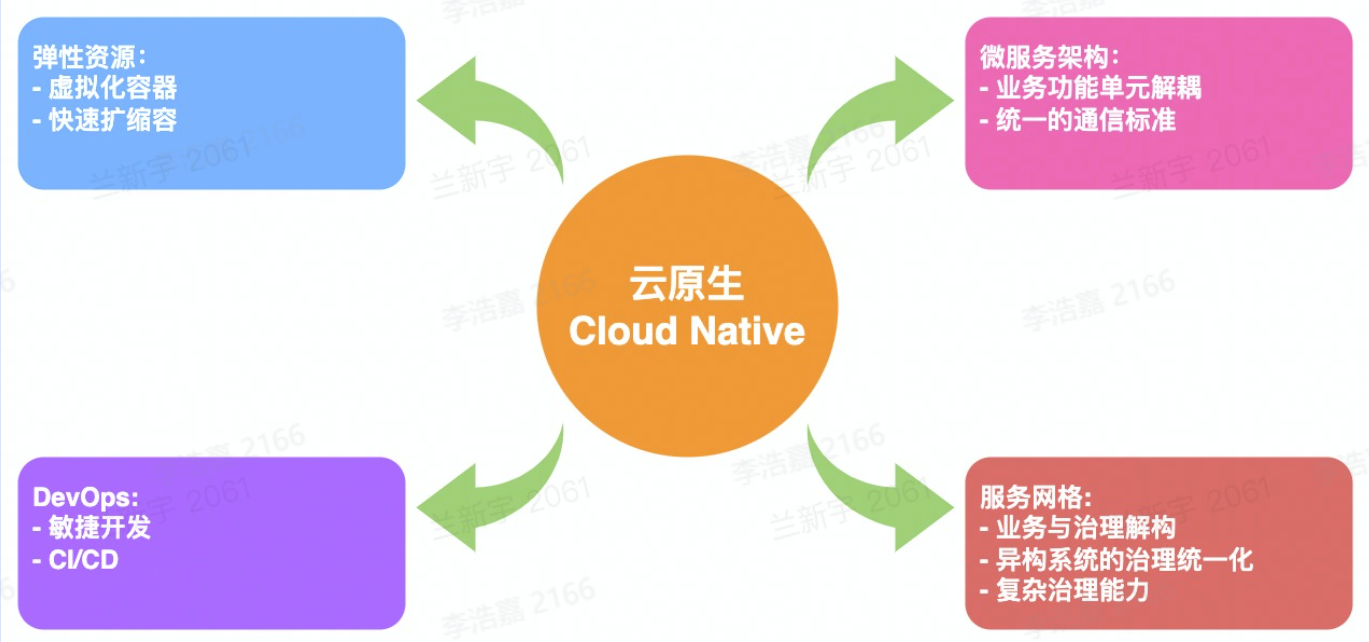 弹性资源：
- 虚拟化容器
- 快速扩缩容
微服务架构：
- 业务功能单元解耦
- 统一的通信标准
云原生
Cloud Native
DevOps:
- 敏捷开发
- CI/CD
服务网格:
- 业务与治理解构
- 异构系统的治理统一化
- 复杂治理能力
李浩嘉 2166
兰新宇 2061